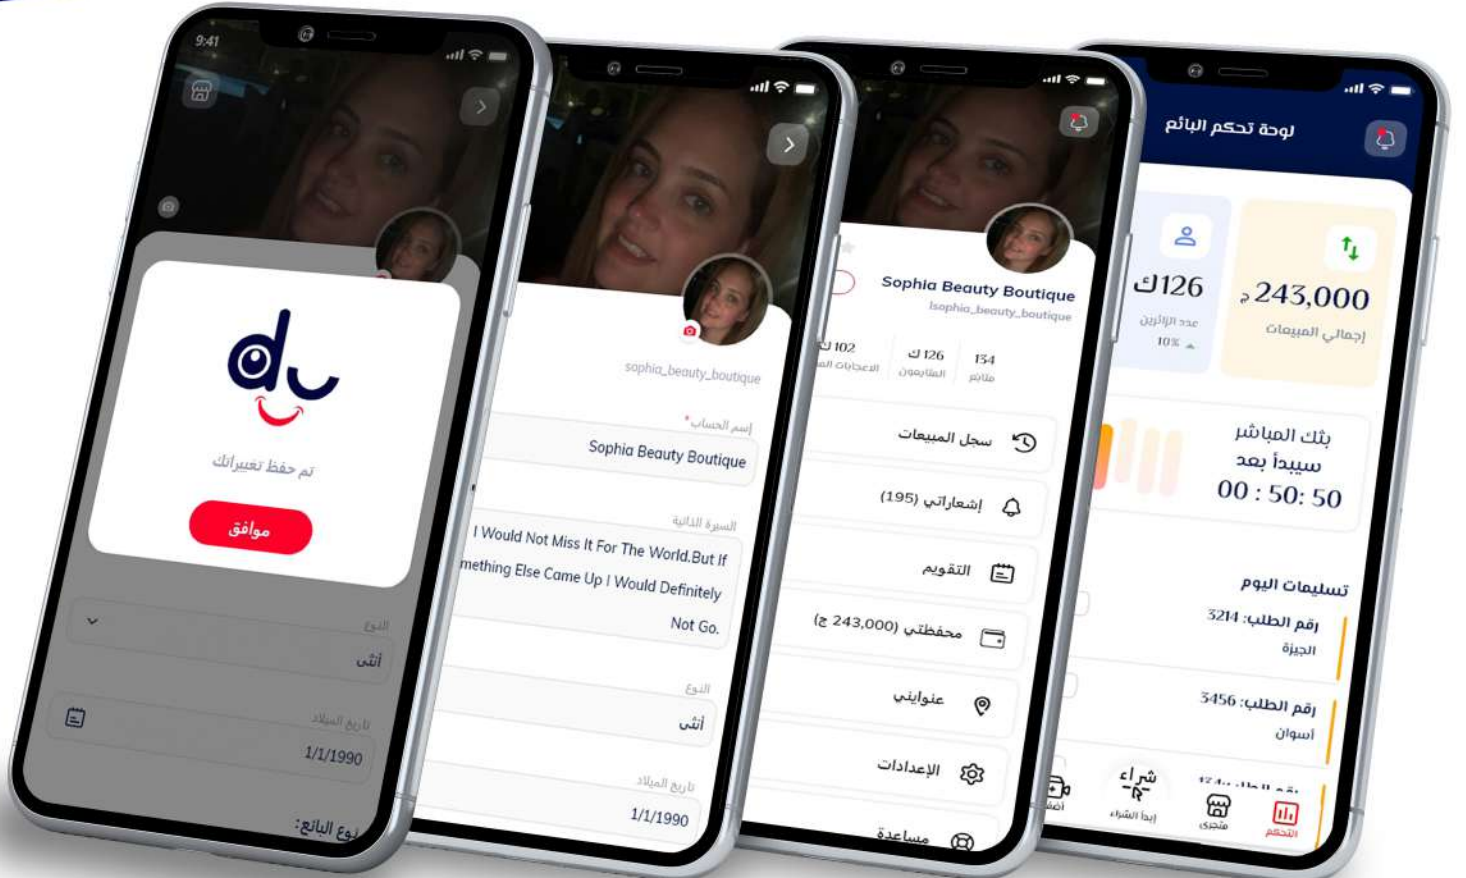 9:41
du
تم حفظ تغييراتك
موافق
النوع
أنثى
تاريخ الميلاد
1/1/1990
نوع البائع:
sophia_beauty_boutique
إسم الحساب *
Sophia Beauty Boutique
السيرة الذاتية
I Would Not Miss It For The World.But If
mething Else Came Up I Would Definitely
Not Go.
النوع
أنثى
تاريخ الميلاد
1/1/1990
Sophia Beauty Boutique
lsophia_beauty_boutique
134
متابع
126 ك
المتابعون
102 ك
الاعجابات
سجل المبيعات
إشعاراتي (195)
التقويم
محفظتي (243,000 ج)
عنوايني
الإعدادات
مساعدة
لوحة تحكم البائع
243,000 ج
إجمالي المبيعات
126ك
عدد الزائرين
10%
بثك المباشر
سيبدأ بعد
00 : 50: 50
تسليمات اليوم
رقم الطلب: 3214
الجيزة
رقم الطلب: 3456
أسوان
التحكم
متجرى
شراء
إبدأ الشراء